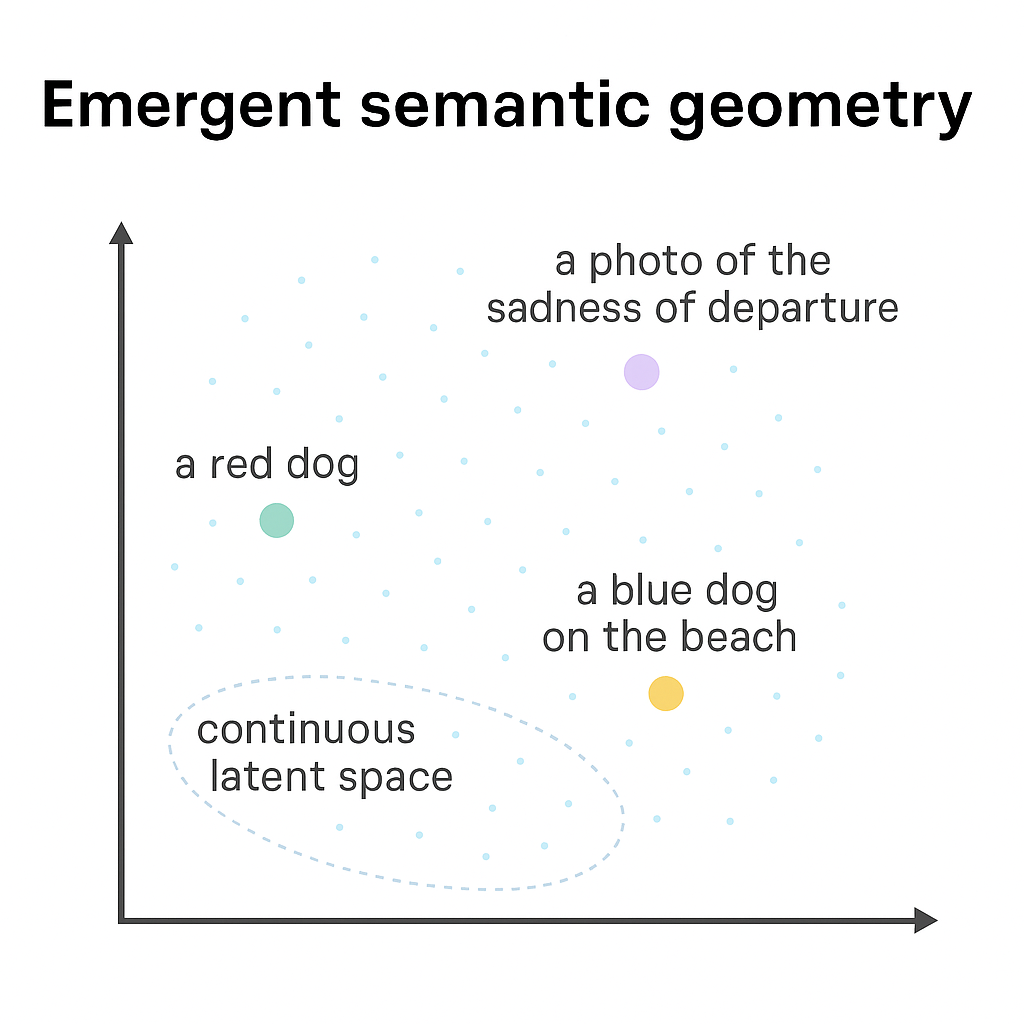 Emergent semantic geometry
a photo of the
sadness of departure
a red dog
a blue dog
on the beach
continuous
latent space